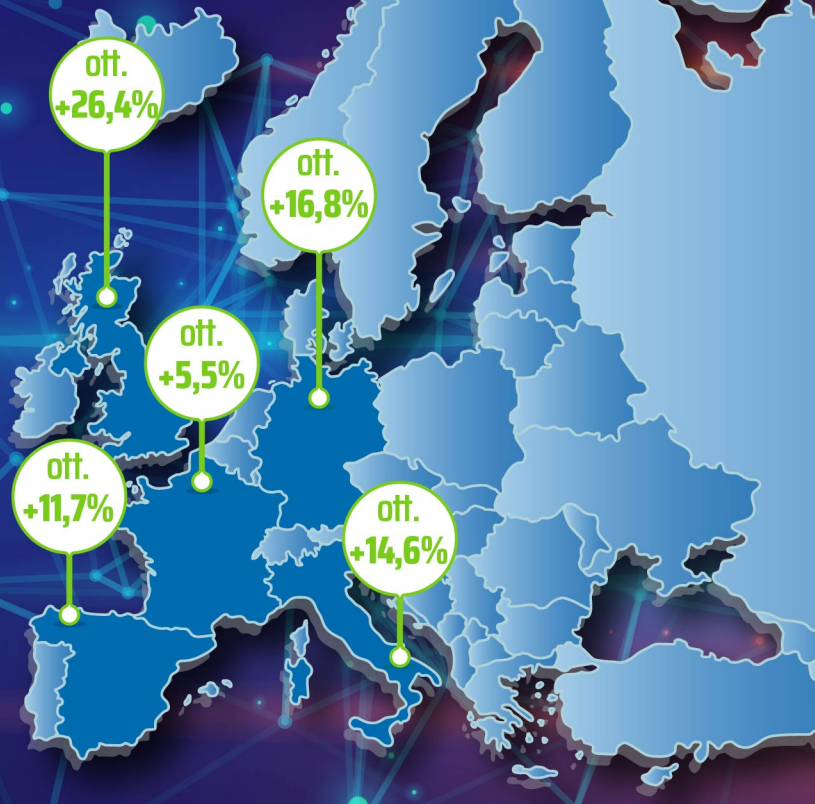 ott.
+26,4%
ott.
+16,8%
ott.
+5,5%
ott.
+11,7%
ott.
+14,6%